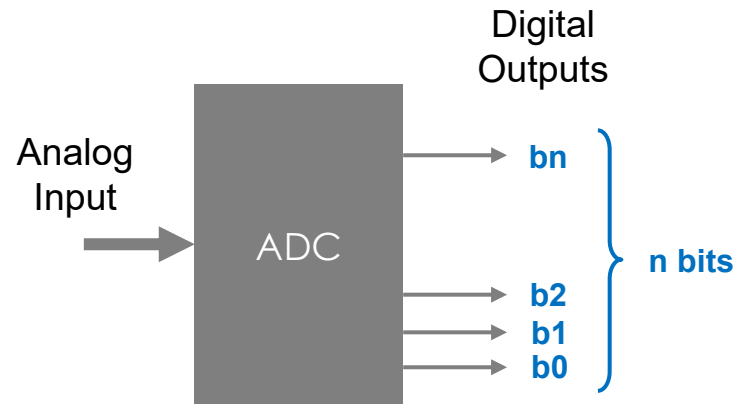 Digital
Outputs
Analog
Input
ADC
bn
b2
b1
b0
n bits